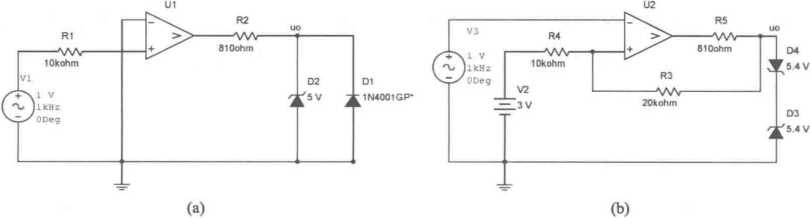 U1
R1
10kohm
V1
1 V
1kHz
0Deg
R2
810ohm
uo
D2
5 V
D1
1N4001GP*
(a)
U2
V3
1 V
1kHz
0Deg
R4
10kohm
V2
3 V
R5
810ohm
uo
R3
20kohm
D4
5.4 V
D3
5.4 V
(b)